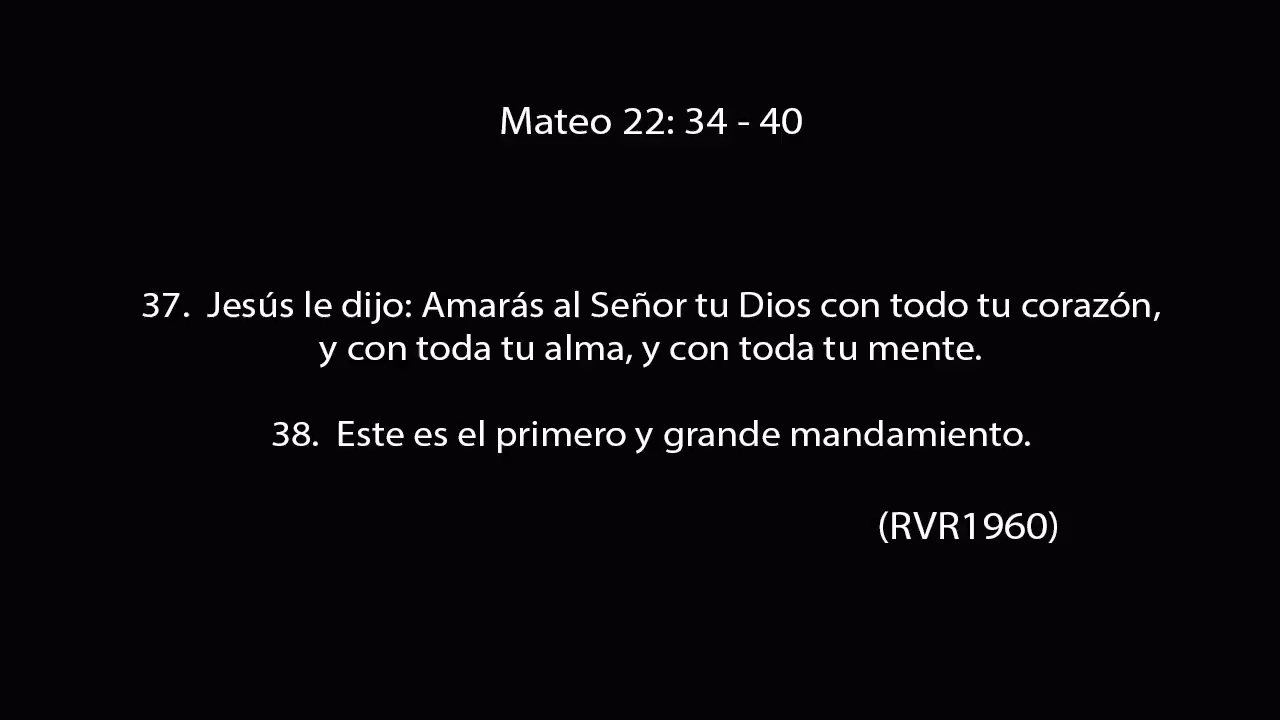 Mateo 22: 34 - 40
37. Jesús le dijo: Amarás al Señor tu Dios con todo tu corazón,
y con toda tu alma, y con toda tu mente.
38. Este es el primero y grande mandamiento.
(RVR1960)